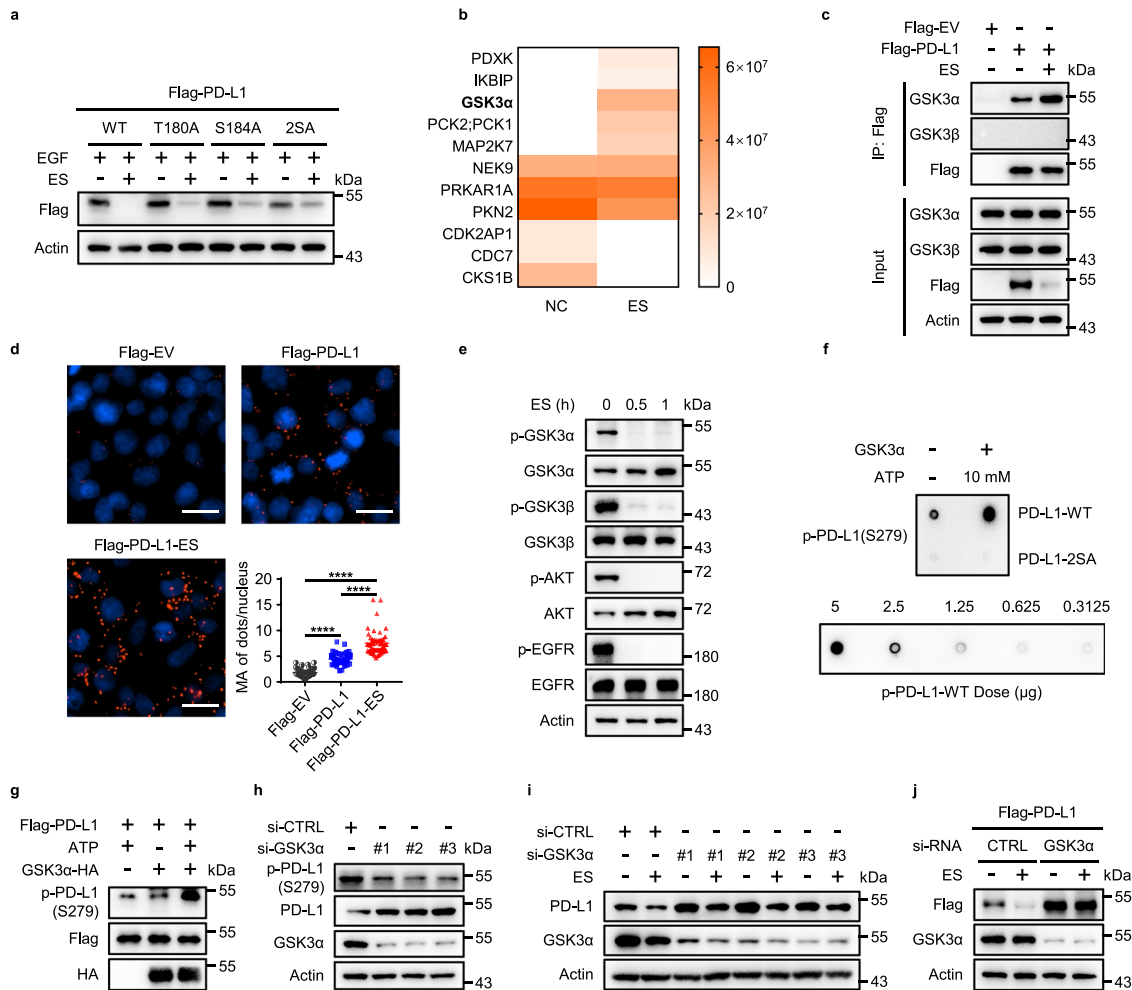 a
Flag-PD-L1
WT T180A S184A 2SA
EGF + + + + + + + +
ES - + - + - + - + kDa
Flag 55
Actin 43
b
PDXK
IKBIP
GSK3α
PCK2;PCK1
MAP2K7
NEK9
PRKAR1A
PKN2
CDK2AP1
CDC7
CKS1B
NC ES
6×10⁷
4×10⁷
2×10⁷
0
c
Flag-EV + - -
Flag-PD-L1 - + +
ES - - + kDa
IP: Flag
GSK3α 55
GSK3β 43
Flag 55
Input
GSK3α 55
GSK3β 43
Flag 55
Actin 43
d
Flag-EV
Flag-PD-L1
Flag-PD-L1-ES
MA of dots/nucleus
20
15
10
5
0
****
**** ****
Flag-EV
Flag-PD-L1
Flag-PD-L1-ES
e
ES (h) 0 0.5 1 kDa
p-GSK3α 55
GSK3α 55
p-GSK3β 43
GSK3β 43
p-AKT 72
AKT 72
p-EGFR 180
EGFR 180
Actin 43
f
GSK3α - +
ATP - 10 mM
p-PD-L1(S279)
PD-L1-WT
PD-L1-2SA
5 2.5 1.25 0.625 0.3125
p-PD-L1-WT Dose (μg)
g
Flag-PD-L1 + + +
ATP + - +
GSK3α-HA - + + kDa
p-PD-L1 55
(S279)
Flag 55
HA 55
h
si-CTRL + - - -
si-GSK3α - #1 #2 #3
kDa
p-PD-L1 55
(S279)
PD-L1 55
GSK3α 55
Actin 43
i
si-CTRL + + - - - - - -
si-GSK3α - - #1 #1 #2 #2 #3 #3
ES - + - + - + - + kDa
PD-L1 55
GSK3α 55
Actin 43
j
Flag-PD-L1
si-RNA CTRL GSK3α
ES - + - + kDa
Flag 55
GSK3α 55
Actin 43